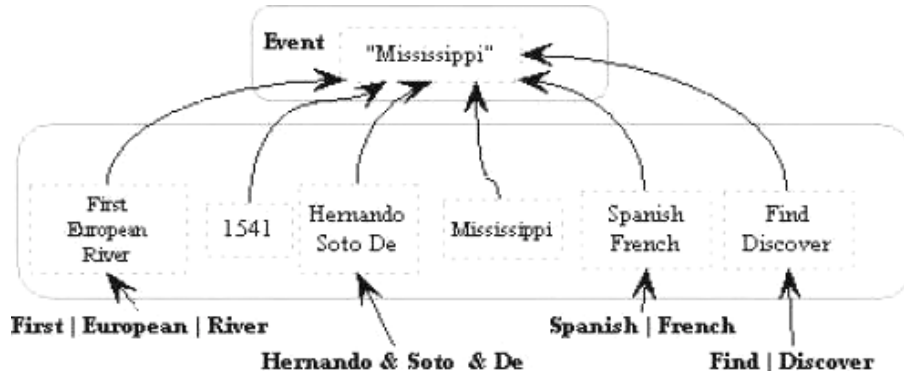 Event
"Mississippi"
First
European
River
1541
Hernando
Soto De
Mississippi
Spanish
French
Find
Discover
First | European | River
Spanish | French
Hernando & Soto & De
Find | Discover